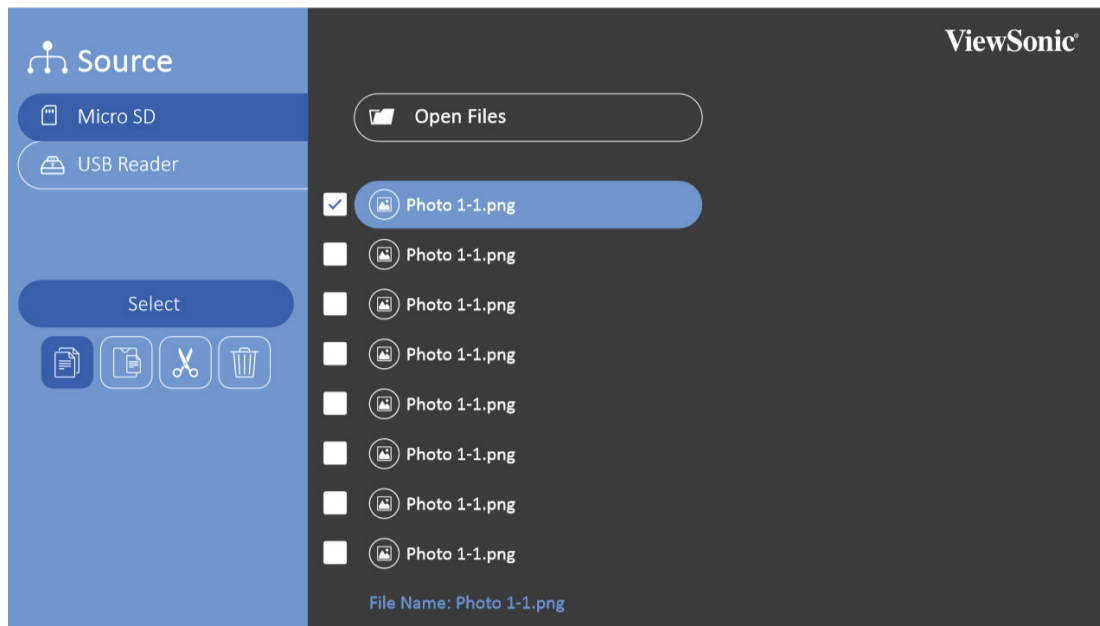 Source
ViewSonic®
Micro SD
USB Reader
Select
Open Files
Photo 1-1.png
Photo 1-1.png
Photo 1-1.png
Photo 1-1.png
Photo 1-1.png
Photo 1-1.png
Photo 1-1.png
Photo 1-1.png
File Name: Photo 1-1.png